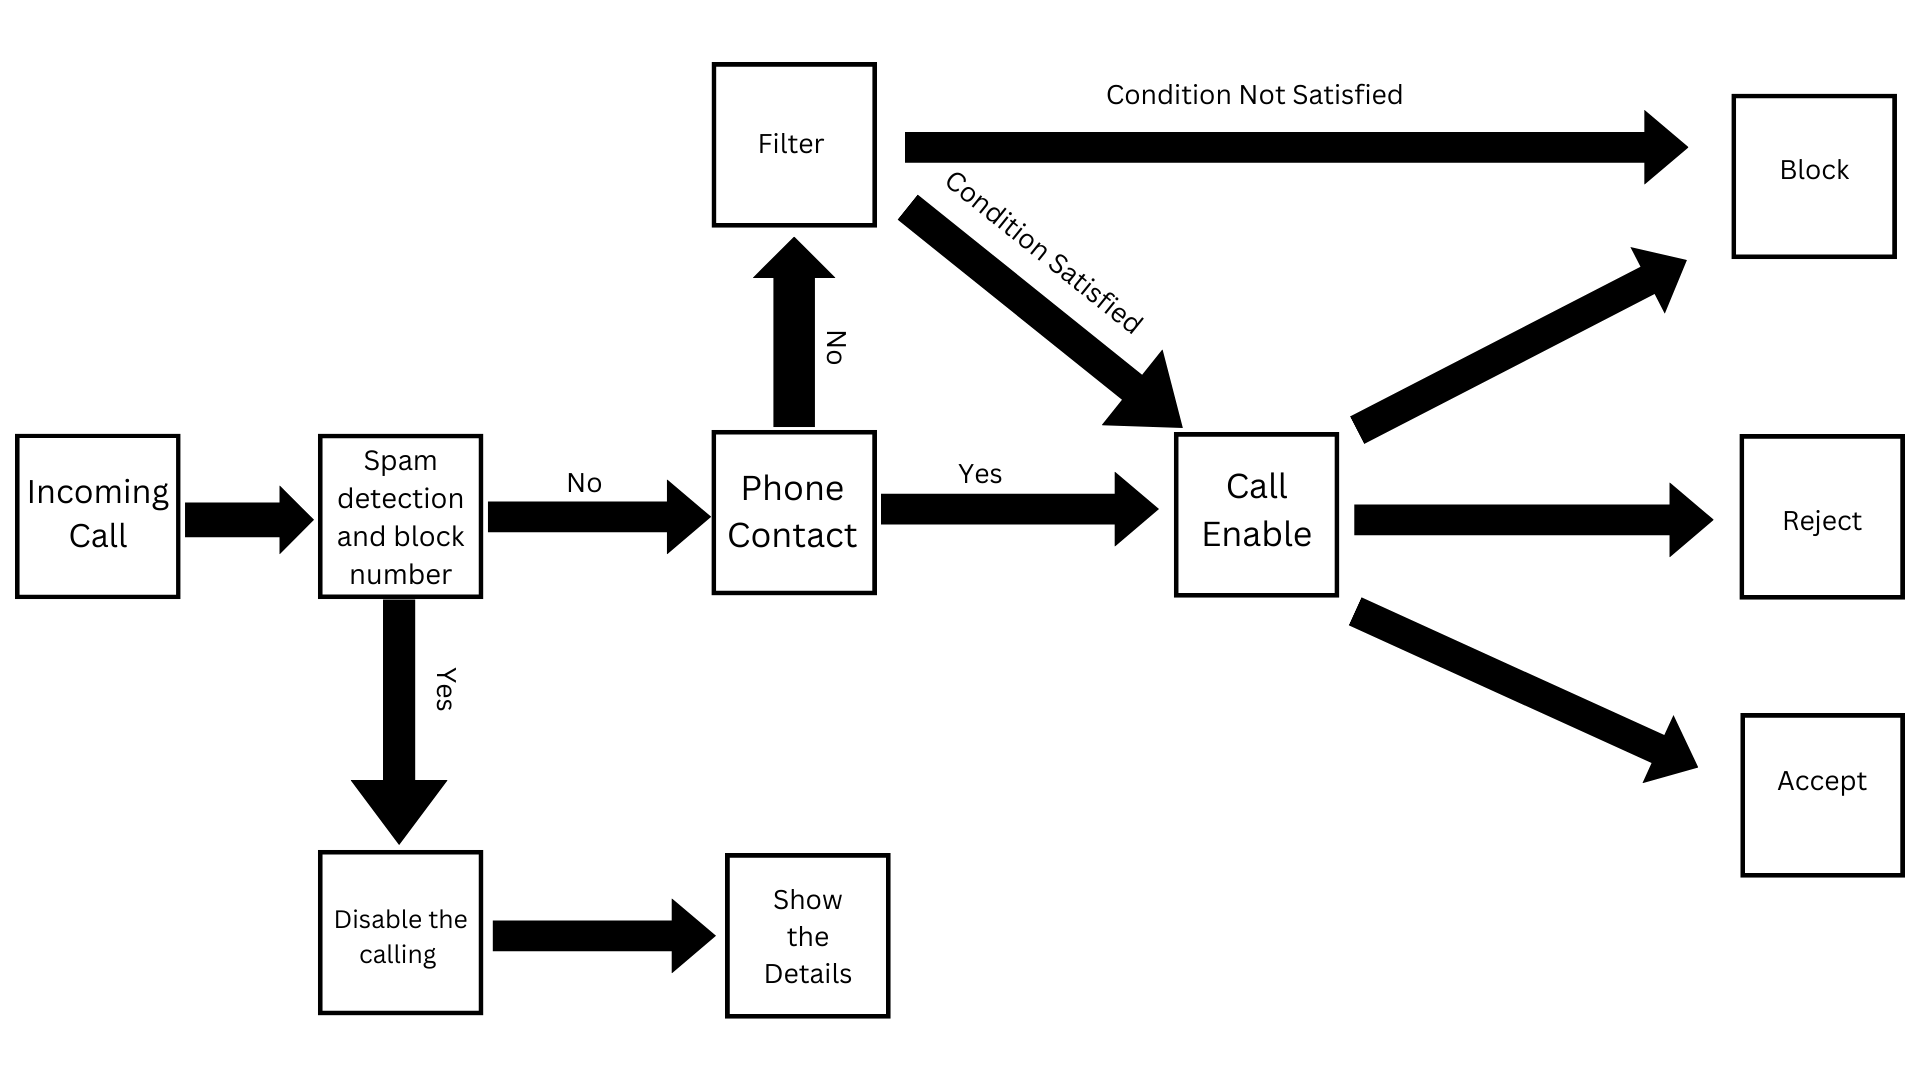 Condition Not Satisfied
Filter
Block
Condition Satisfied
No
Incoming
Call
Spam
detection
and block
number
No
Phone
Contact
Yes
Call
Enable
Reject
Yes
Accept
Disable the
calling
Show
the
Details